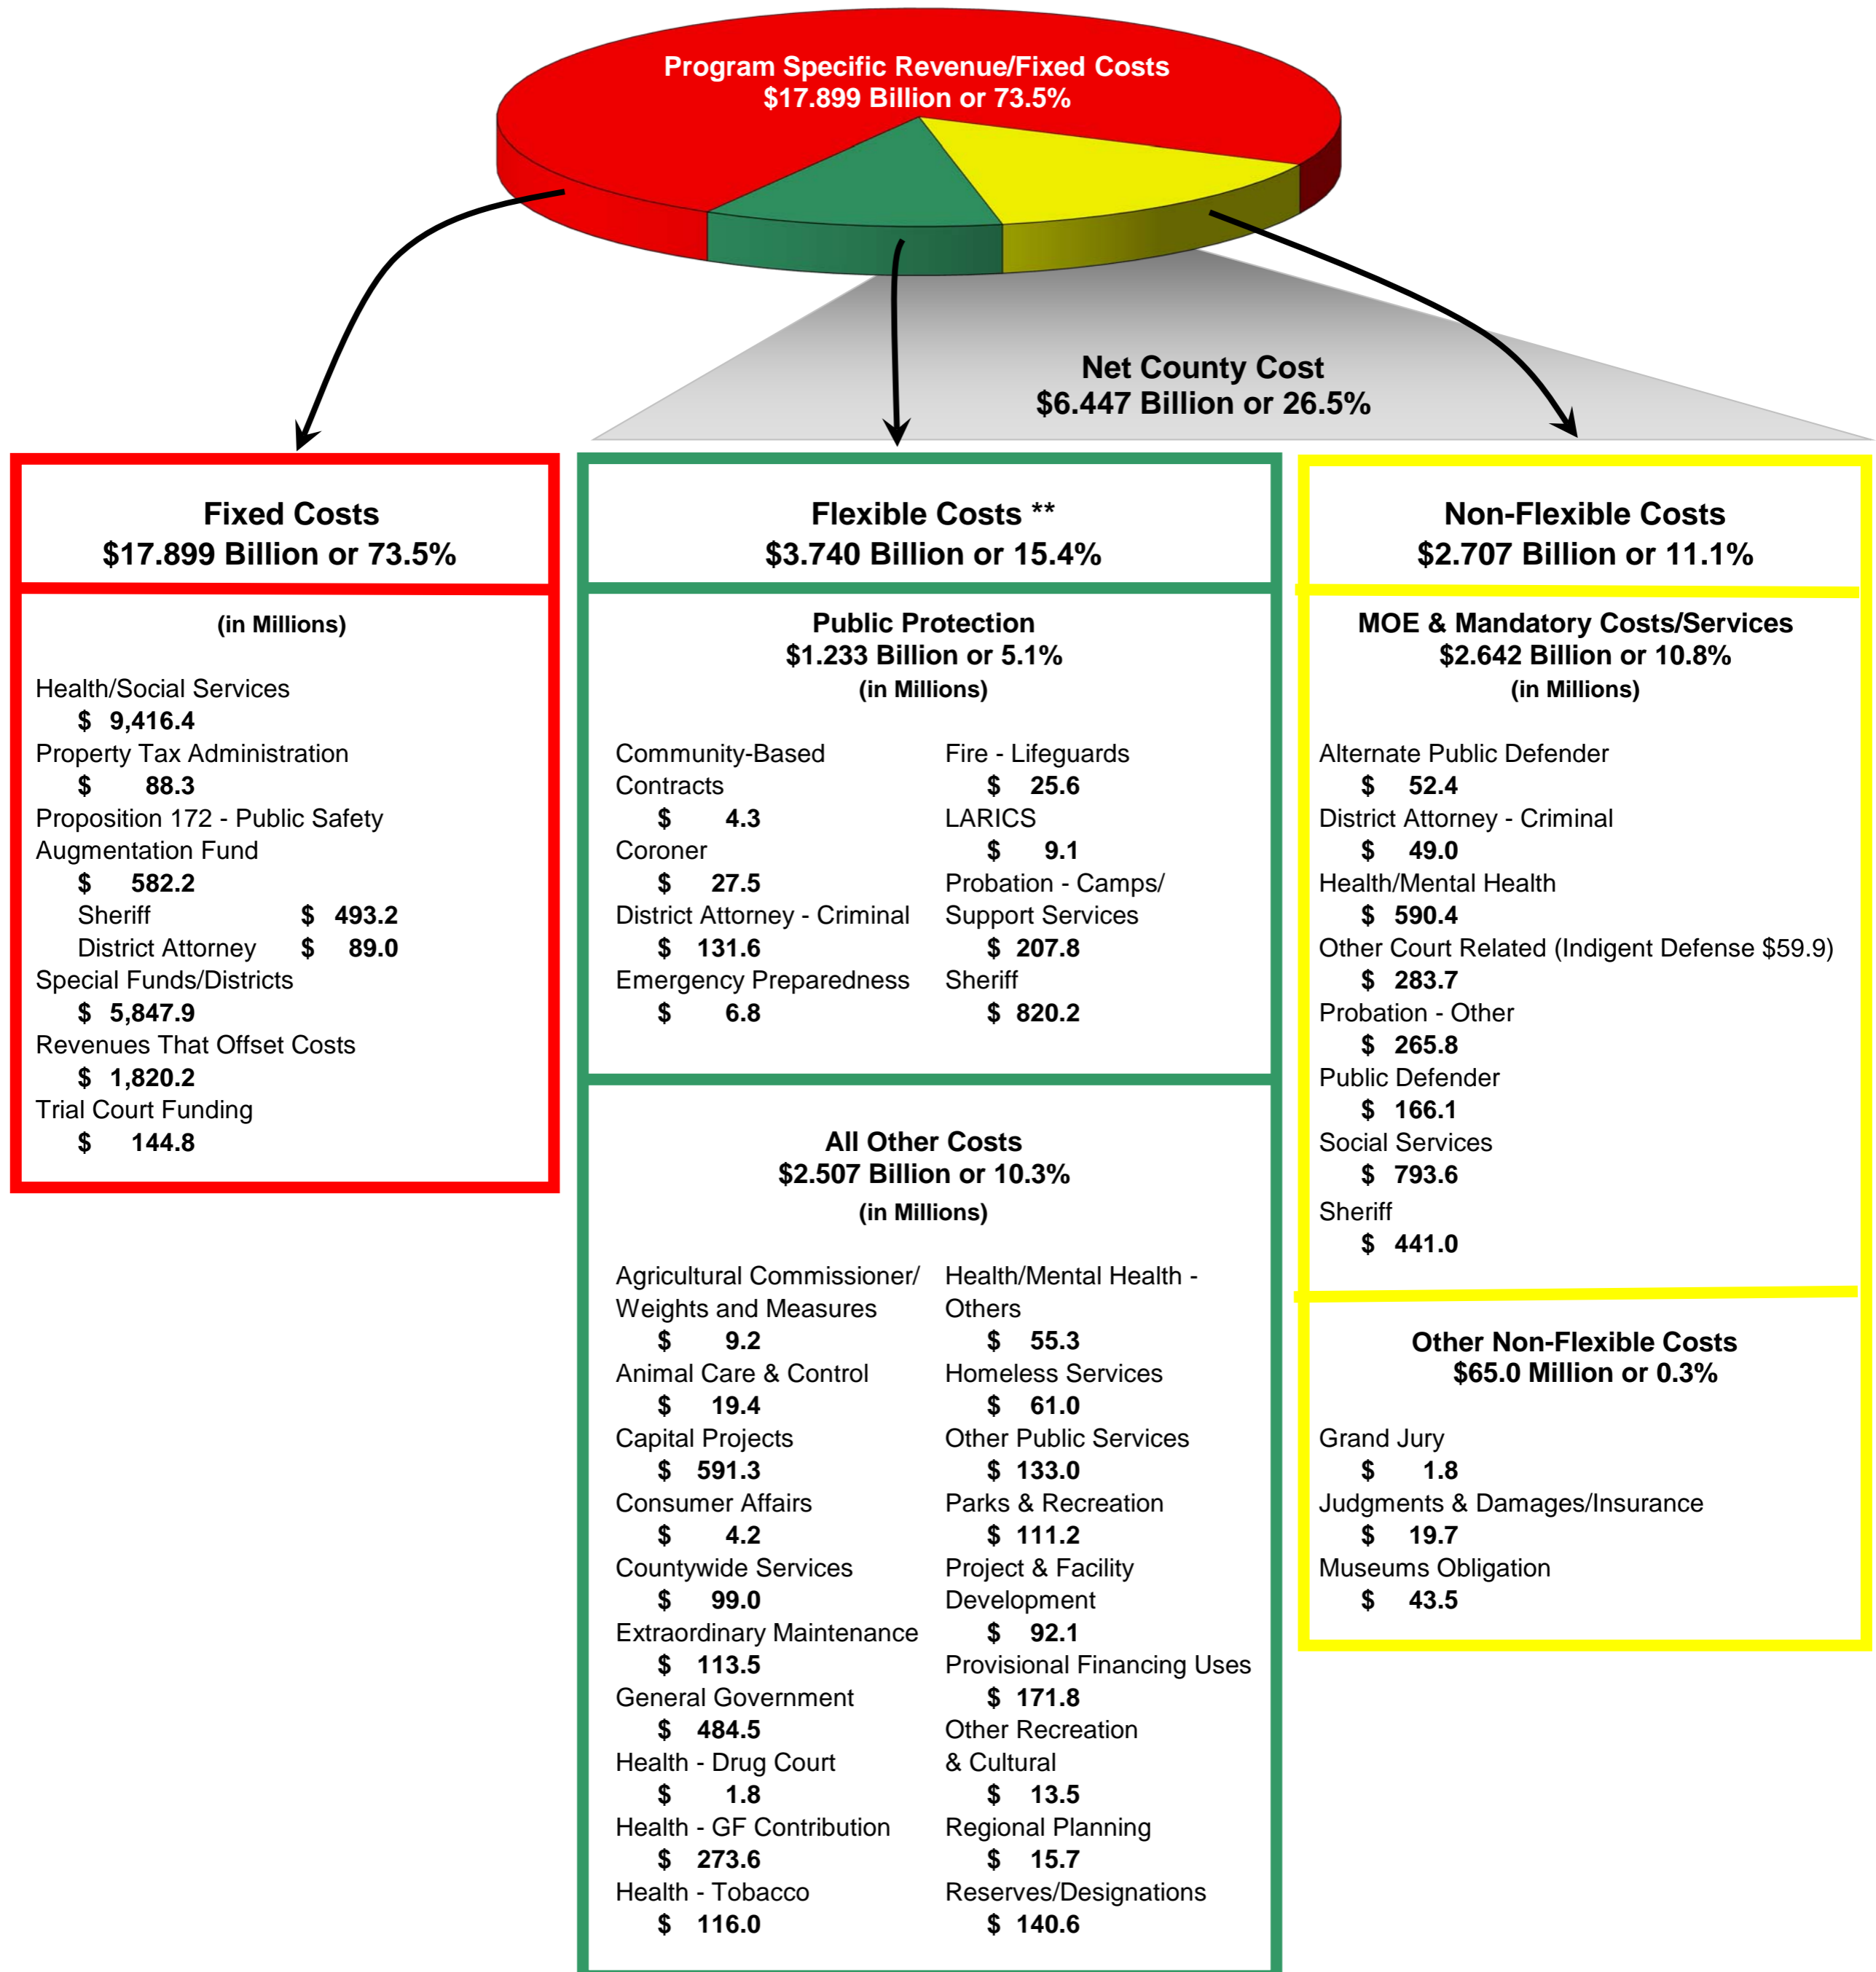 Program Specific Revenue/Fixed Costs
$17.899 Billion or 73.5%
Net County Cost
$6.447 Billion or 26.5%
Fixed Costs
$17.899 Billion or 73.5%
(in Millions)
Health/Social Services
$ 9,416.4
Property Tax Administration
$ 88.3
Proposition 172 - Public Safety
Augmentation Fund
$ 582.2
Sheriff $ 493.2
District Attorney $ 89.0
Special Funds/Districts
$ 5,847.9
Revenues That Offset Costs
$ 1,820.2
Trial Court Funding
$ 144.8
Flexible Costs **
$3.740 Billion or 15.4%
Public Protection
$1.233 Billion or 5.1%
(in Millions)
Community-Based
Contracts
$ 4.3
Coroner
$ 27.5
District Attorney - Criminal
$ 131.6
Emergency Preparedness
$ 6.8
Fire - Lifeguards
$ 25.6
LARICS
$ 9.1
Probation - Camps/
Support Services
$ 207.8
Sheriff
$ 820.2
All Other Costs
$2.507 Billion or 10.3%
(in Millions)
Agricultural Commissioner/
Weights and Measures
$ 9.2
Animal Care & Control
$ 19.4
Capital Projects
$ 591.3
Consumer Affairs
$ 4.2
Countywide Services
$ 99.0
Extraordinary Maintenance
$ 113.5
General Government
$ 484.5
Health - Drug Court
$ 1.8
Health - GF Contribution
$ 273.6
Health - Tobacco
$ 116.0
Health/Mental Health -
Others
$ 55.3
Homeless Services
$ 61.0
Other Public Services
$ 133.0
Parks & Recreation
$ 111.2
Project & Facility
Development
$ 92.1
Provisional Financing Uses
$ 171.8
Other Recreation
& Cultural
$ 13.5
Regional Planning
$ 15.7
Reserves/Designations
$ 140.6
Non-Flexible Costs
$2.707 Billion or 11.1%
MOE & Mandatory Costs/Services
$2.642 Billion or 10.8%
(in Millions)
Alternate Public Defender
$ 52.4
District Attorney - Criminal
$ 49.0
Health/Mental Health
$ 590.4
Other Court Related (Indigent Defense $59.9)
$ 283.7
Probation - Other
$ 265.8
Public Defender
$ 166.1
Social Services
$ 793.6
Sheriff
$ 441.0
Other Non-Flexible Costs
$65.0 Million or 0.3%
Grand Jury
$ 1.8
Judgments & Damages/Insurance
$ 19.7
Museums Obligation
$ 43.5